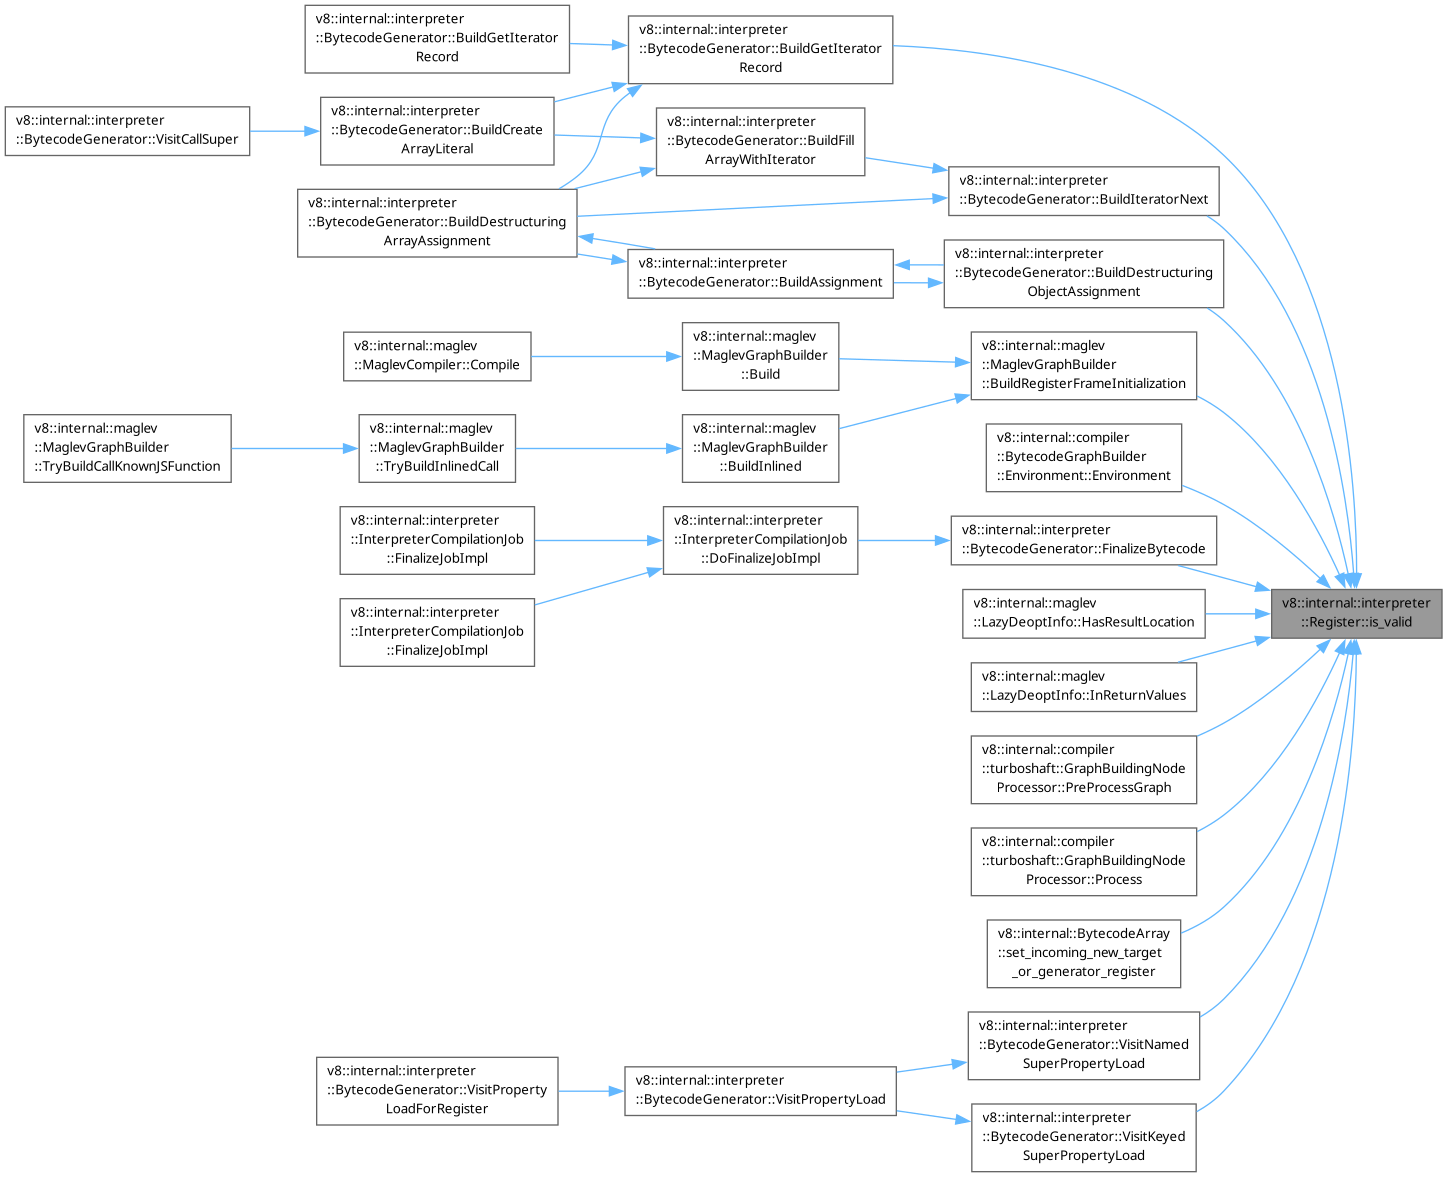 v8::internal::interpreter
::BytecodeGenerator::BuildGetIterator
Record
v8::internal::interpreter
::BytecodeGenerator::BuildGetIterator
Record
v8::internal::interpreter
::BytecodeGenerator::VisitCallSuper
v8::internal::interpreter
::BytecodeGenerator::BuildCreate
ArrayLiteral
v8::internal::interpreter
::BytecodeGenerator::BuildFill
ArrayWithIterator
v8::internal::interpreter
::BytecodeGenerator::BuildIteratorNext
v8::internal::interpreter
::BytecodeGenerator::BuildDestructuring
ArrayAssignment
v8::internal::interpreter
::BytecodeGenerator::BuildAssignment
v8::internal::interpreter
::BytecodeGenerator::BuildDestructuring
ObjectAssignment
v8::internal::maglev
::MaglevCompiler::Compile
v8::internal::maglev
::MaglevGraphBuilder
::Build
v8::internal::maglev
::MaglevGraphBuilder
::BuildRegisterFrameInitialization
v8::internal::maglev
::MaglevGraphBuilder
::TryBuildCallKnownJSFunction
v8::internal::maglev
::MaglevGraphBuilder
::TryBuildInlinedCall
v8::internal::maglev
::MaglevGraphBuilder
::BuildInlined
v8::internal::compiler
::BytecodeGraphBuilder
::Environment::Environment
v8::internal::interpreter
::InterpreterCompilationJob
::FinalizeJobImpl
v8::internal::interpreter
::InterpreterCompilationJob
::DoFinalizeJobImpl
v8::internal::interpreter
::BytecodeGenerator::FinalizeBytecode
v8::internal::interpreter
::InterpreterCompilationJob
::FinalizeJobImpl
v8::internal::maglev
::LazyDeoptInfo::HasResultLocation
v8::internal::interpreter
::Register::is_valid
v8::internal::maglev
::LazyDeoptInfo::InReturnValues
v8::internal::compiler
::turboshaft::GraphBuildingNode
Processor::PreProcessGraph
v8::internal::compiler
::turboshaft::GraphBuildingNode
Processor::Process
v8::internal::BytecodeArray
::set_incoming_new_target
_or_generator_register
v8::internal::interpreter
::BytecodeGenerator::VisitNamed
SuperPropertyLoad
v8::internal::interpreter
::BytecodeGenerator::VisitProperty
LoadForRegister
v8::internal::interpreter
::BytecodeGenerator::VisitPropertyLoad
v8::internal::interpreter
::BytecodeGenerator::VisitKeyed
SuperPropertyLoad